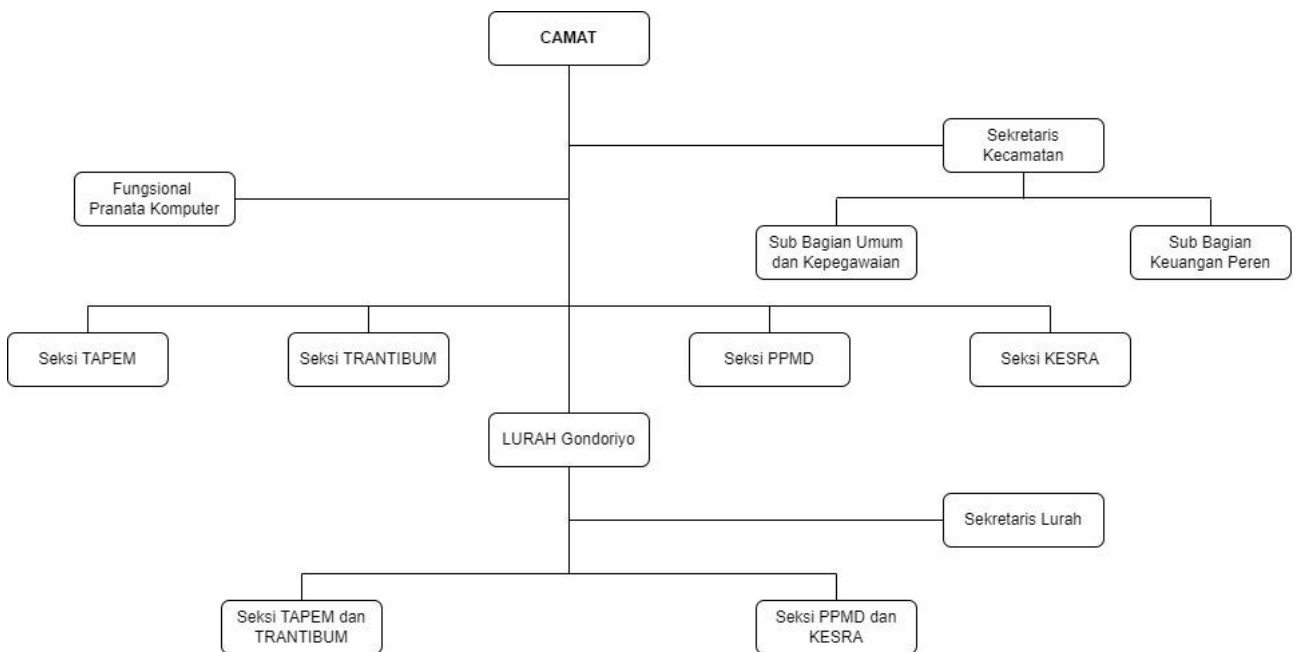 CAMAT
Sekretaris
Kecamatan
Fungsional
Pranata Komputer
Sub Bagian Umum
dan Kepegawaian
Sub Bagian
Keuangan Peren
Seksi TAPEM
Seksi TRANTIBUM
Seksi PPMD
Seksi KESRA
LURAH Gondoriyo
Sekretaris Lurah
Seksi TAPEM dan
TRANTIBUM
Seksi PPMD dan
KESRA